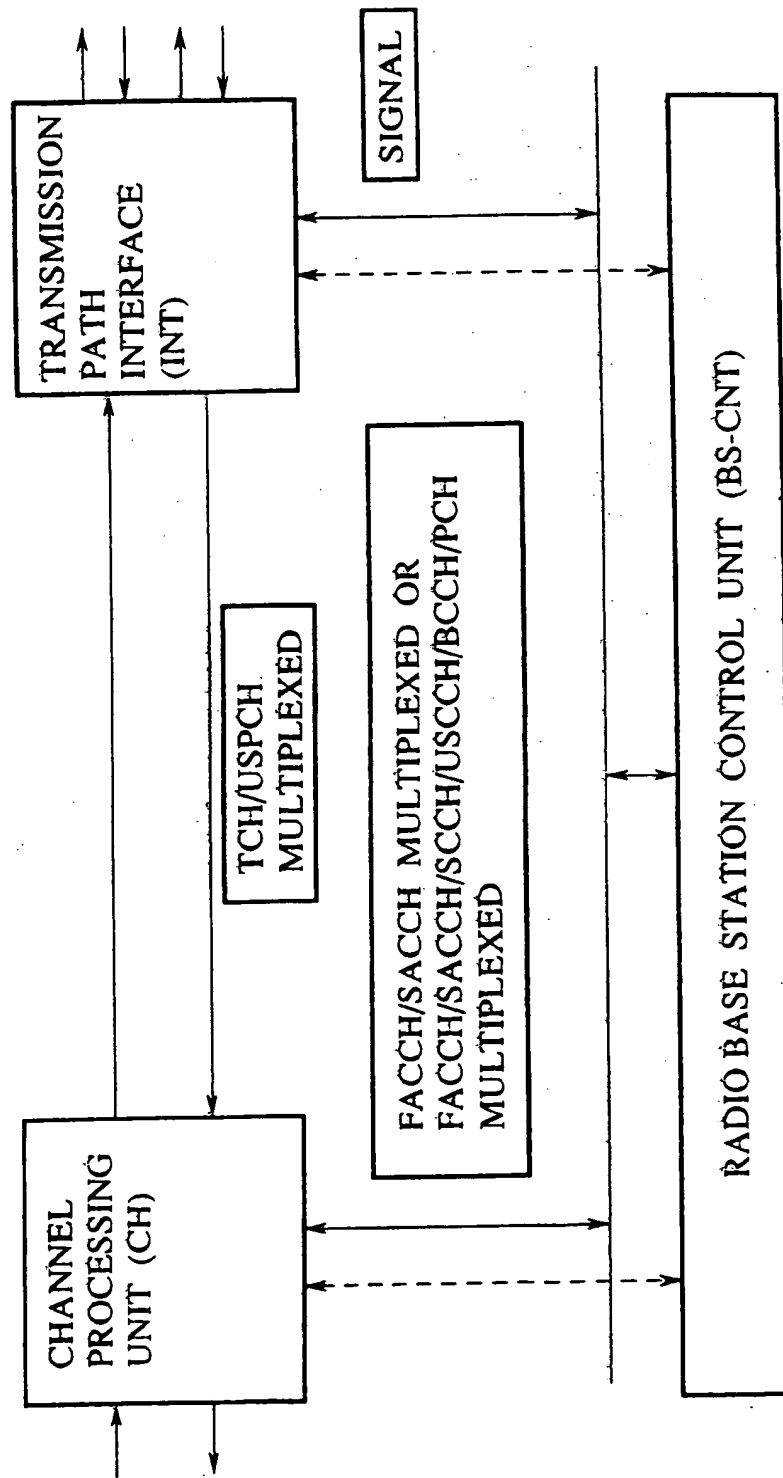 CHANNEL
PROCESSING
UNIT (CH)
TRANSMISSION
PATH
INTERFACE
(INT)
TCH/USPCH
MULTIPLEXED
SIGNAL
FACCH/SACCH MULTIPLEXED OR
FACCH/SACCH/SCCH/USCCH/BCCH/PCH
MULTIPLEXED
RADIO BASE STATION CONTROL UNIT (BS-CNT)